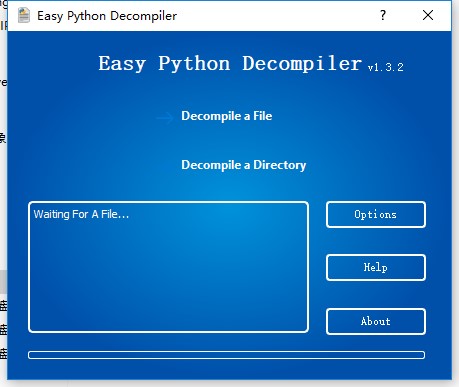 Easy Python Decompiler
Easy Python Decompiler v1.3.2
Decompile a File
Decompile a Directory
Waiting For A File...
Options
Help
About